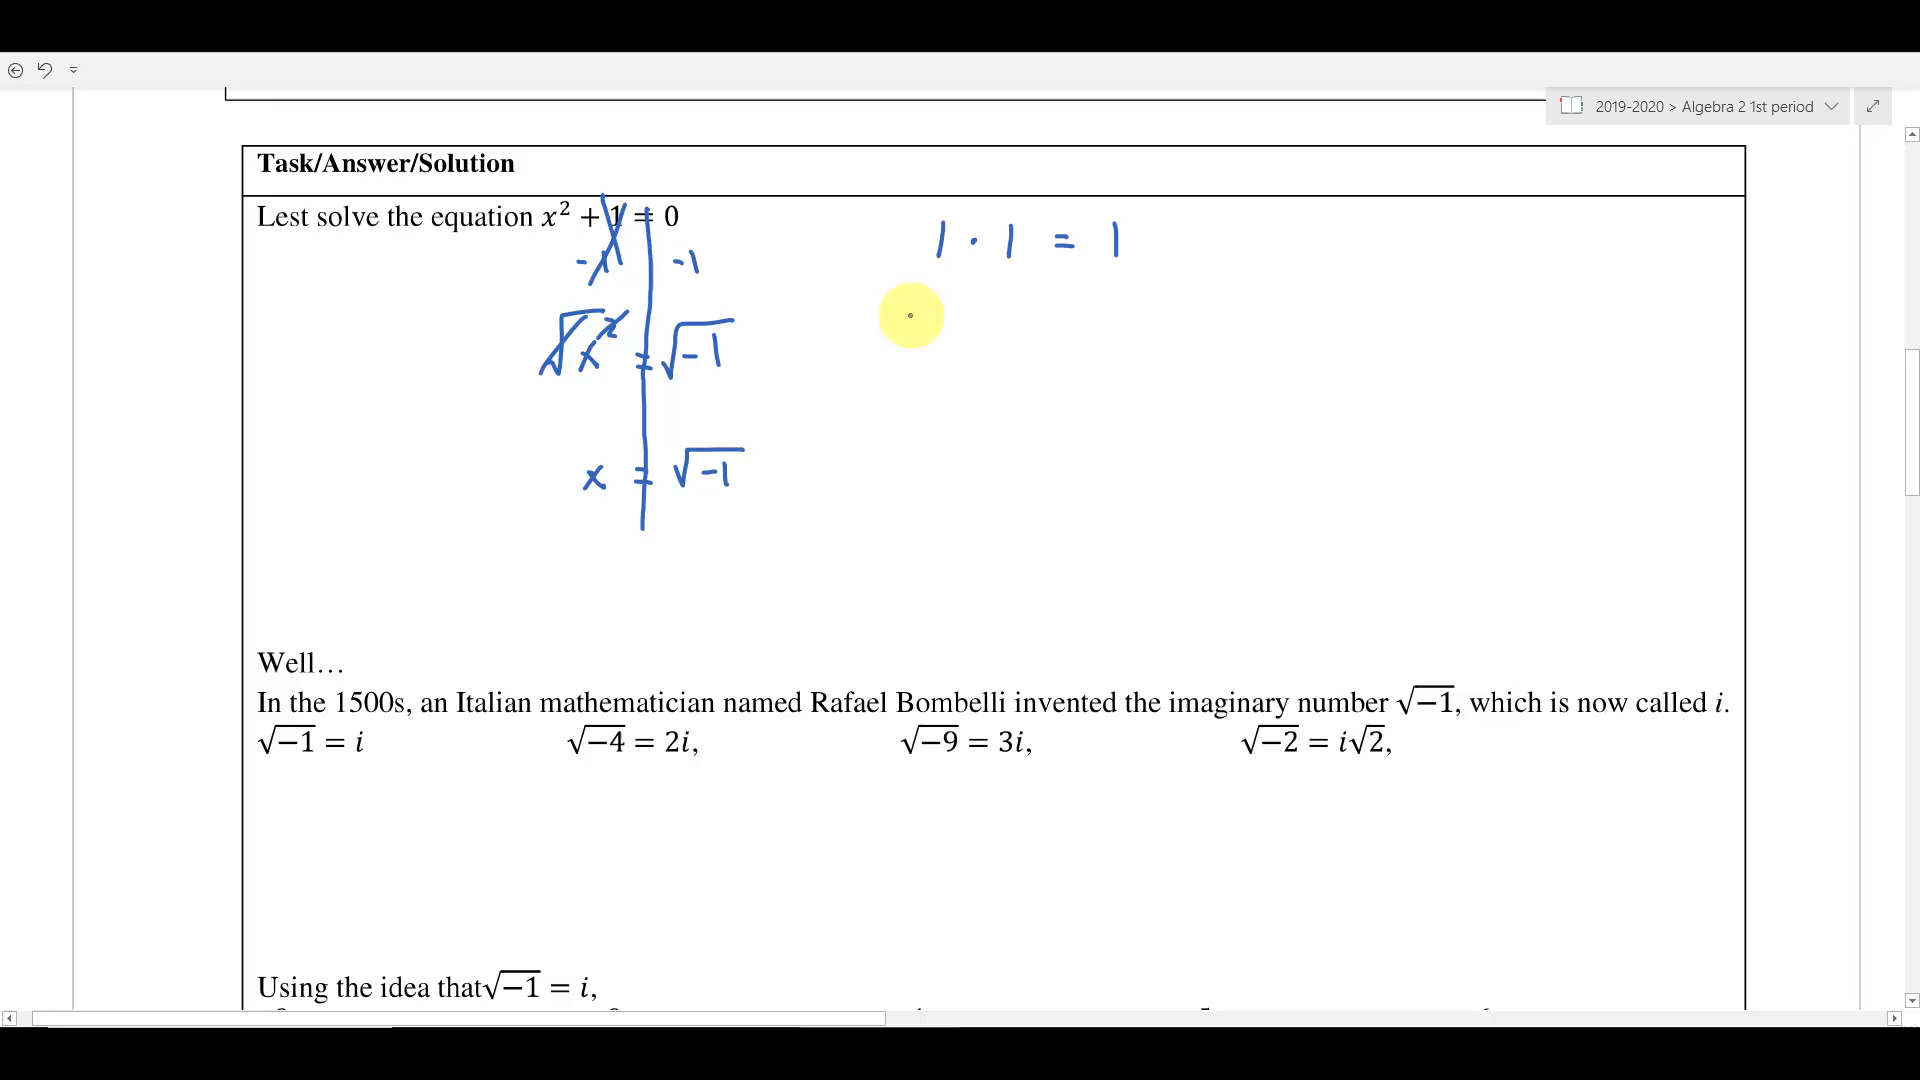 2019-2020 > Algebra 2 1st period
Task/Answer/Solution
Lest solve the equation x² + 1 = 0
-1 -1
1 · 1 = 1
√x² = √-1
x = √-1
Well…
In the 1500s, an Italian mathematician named Rafael Bombelli invented the imaginary number √−1, which is now called i.
√−1 = i √−4 = 2i, √−9 = 3i, √−2 = i√2,
Using the idea that√−1 = i,